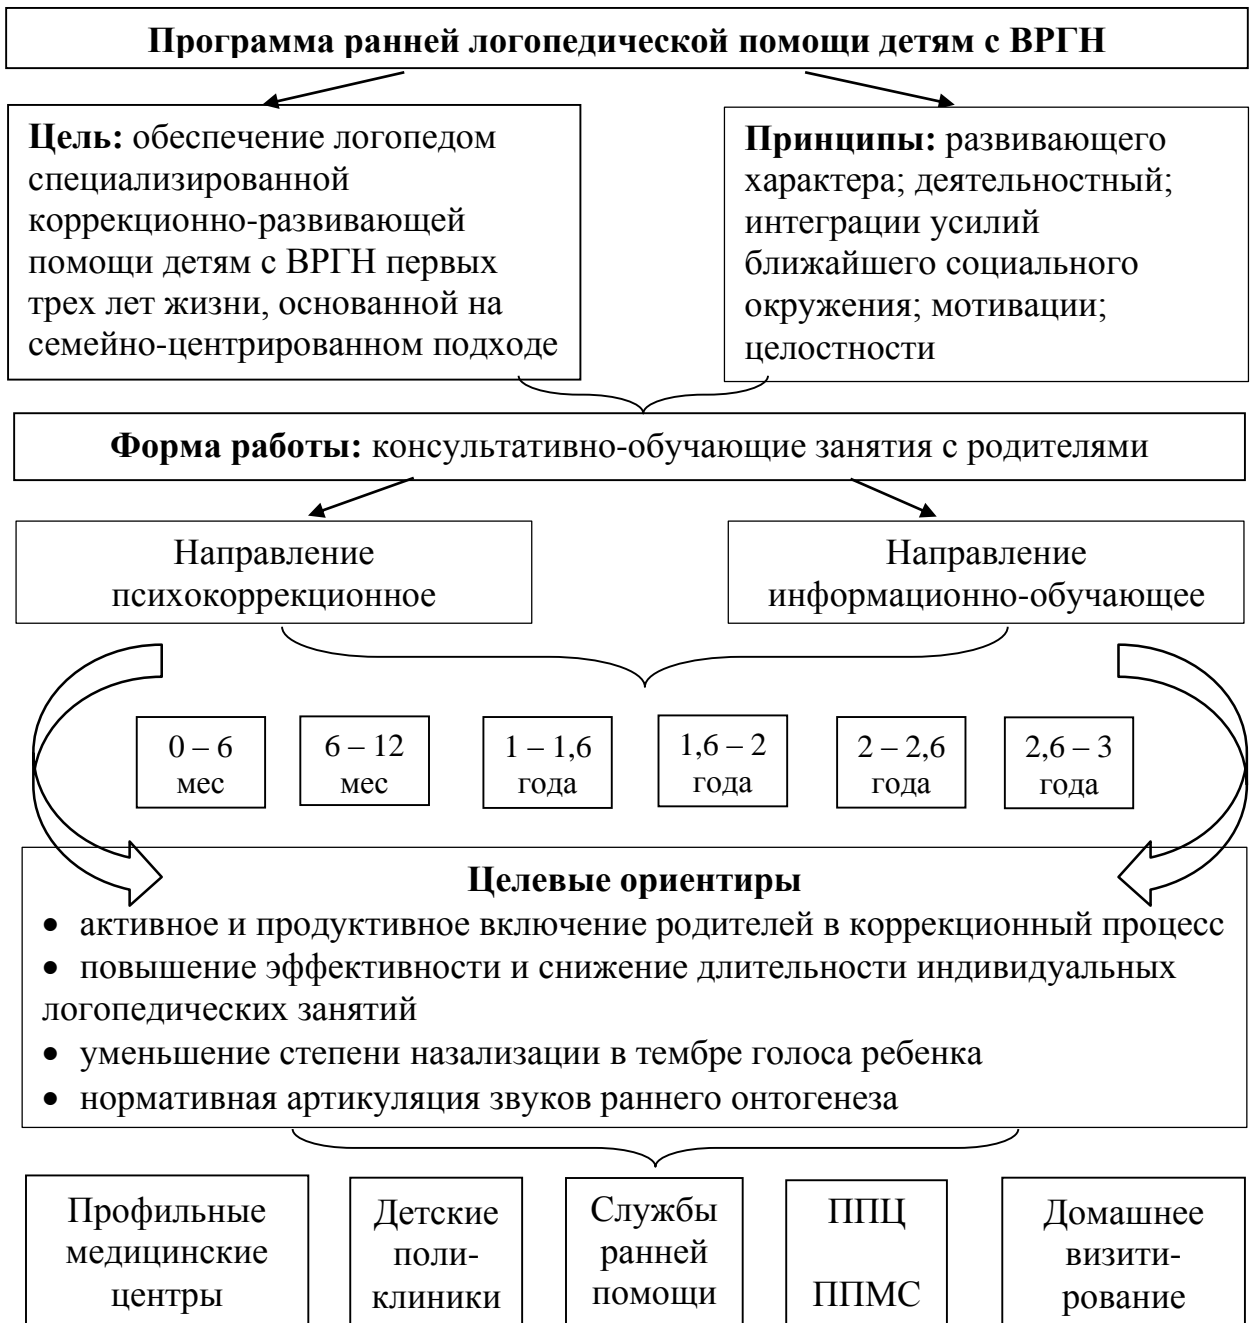 Программа ранней логопедической помощи детям с ВРГН
Цель: обеспечение логопедом
специализированной
коррекционно-развивающей
помощи детям с ВРГН первых
трех лет жизни, основанной на
семейно-центрированном подходе
Принципы: развивающего
характера; деятельностный;
интеграции усилий
ближайшего социального
окружения; мотивации;
целостности
Форма работы: консультативно-обучающие занятия с родителями
Направление
психокоррекционное
Направление
информационно-обучающее
0 – 6
мес
6 – 12
мес
1 – 1,6
года
1,6 – 2
года
2 – 2,6
года
2,6 – 3
года
Целевые ориентиры
• активное и продуктивное включение родителей в коррекционный процесс
• повышение эффективности и снижение длительности индивидуальных
логопедических занятий
• уменьшение степени назализации в тембре голоса ребенка
• нормативная артикуляция звуков раннего онтогенеза
Профильные
медицинские
центры
Детские
поли-
клиники
Службы
ранней
помощи
ППЦ
ППМС
Домашнее
визити-
рование